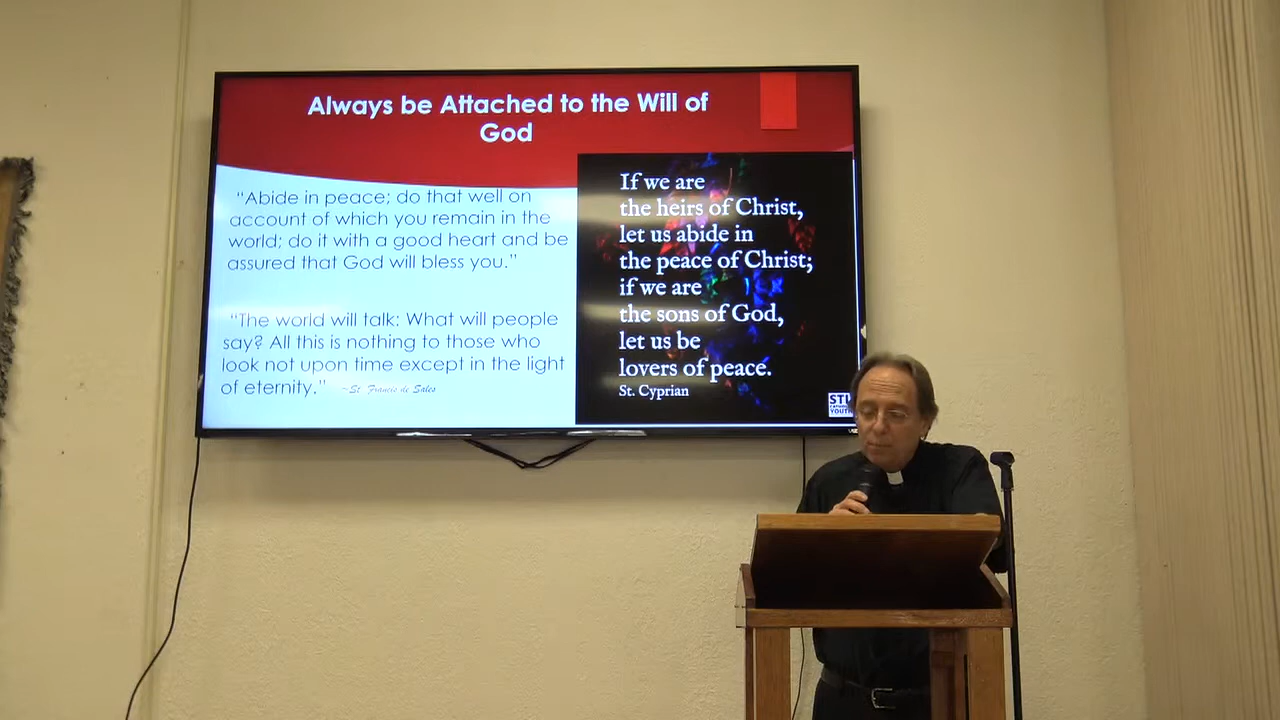 Always be Attached to the Will of
God
“Abide in peace; do that well on
account of which you remain in the
world; do it with a good heart and be
assured that God will bless you.”
“The world will talk: What will people
say? All this is nothing to those who
look not upon time except in the light
of eternity.” ~St. Francis de Sales
If we are
the heirs of Christ,
let us abide in
the peace of Christ;
if we are
the sons of God,
let us be
lovers of peace.
St. Cyprian
YOUTH